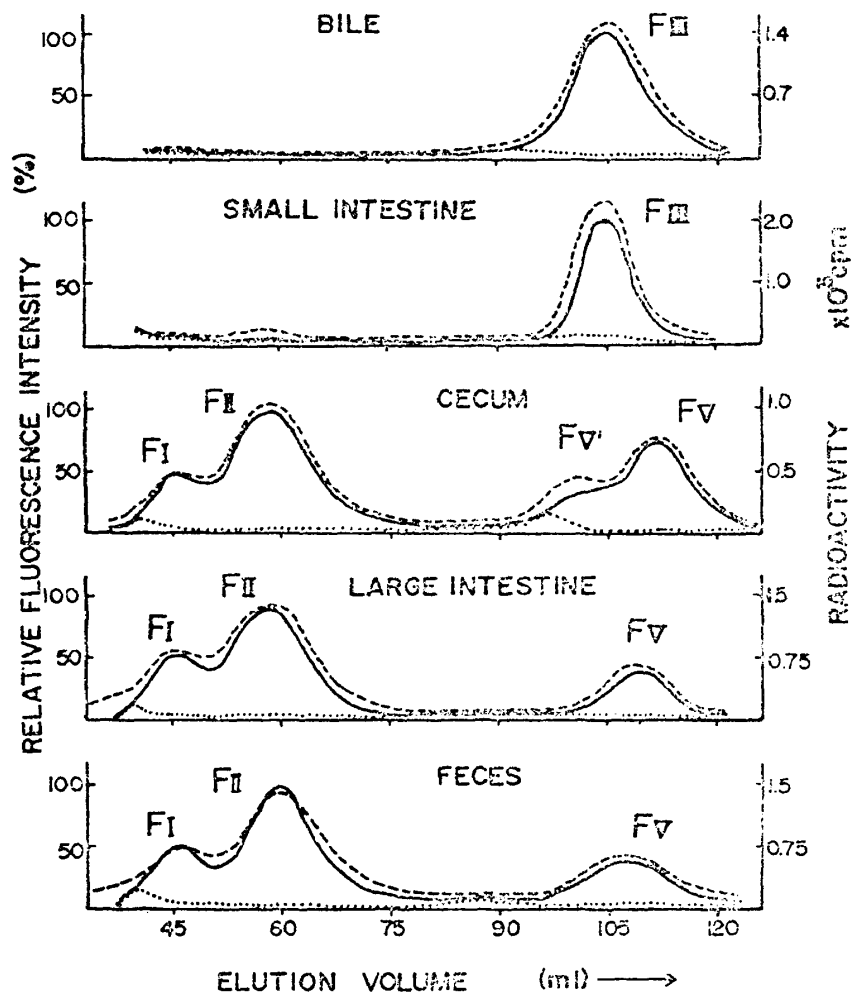 BILE
FIII
100
50
1.4
0.7
SMALL INTESTINE
FIII
100
50
2.0
1.0
CECUM
FI
FII
FV'
FV
100
50
1.0
0.5
LARGE INTESTINE
FI
FII
FV
100
50
1.5
0.75
FECES
FI
FII
FV
100
50
1.5
0.75
45 60 75 90 105 120
ELUTION VOLUME (ml)
RELATIVE FLUORESCENCE INTENSITY (%)
RADIOACTIVITY